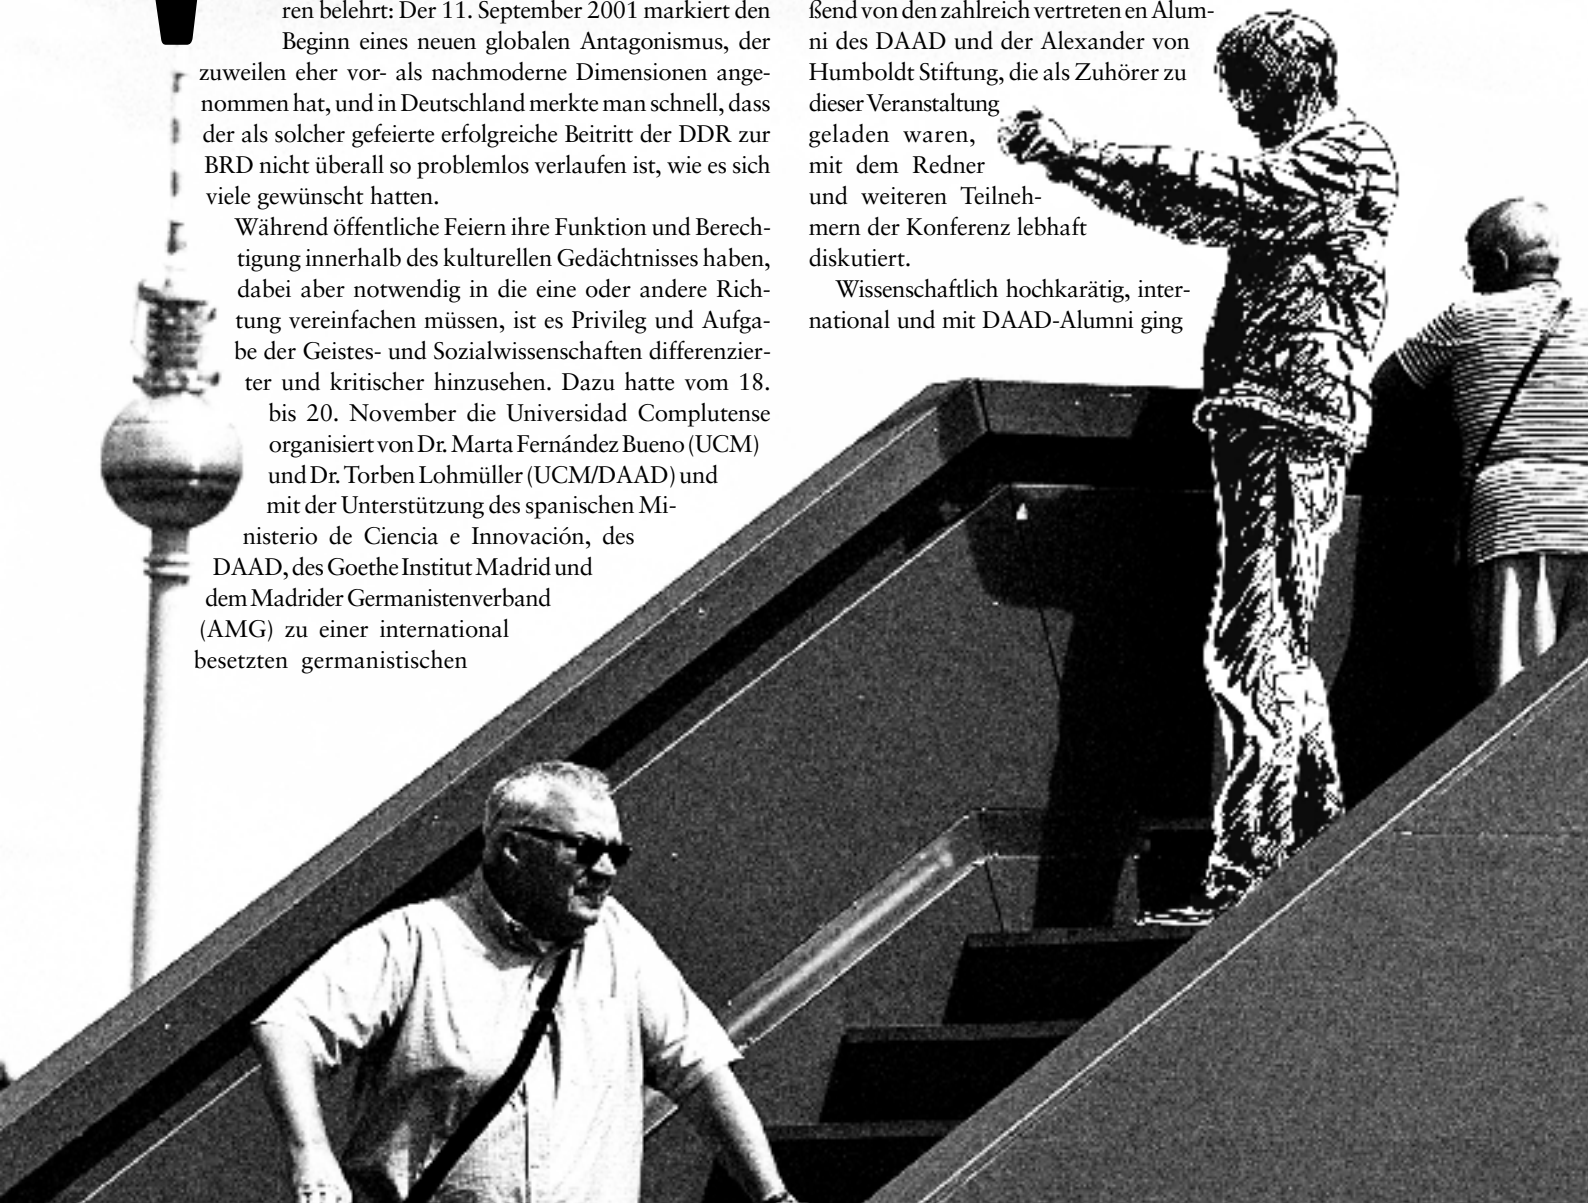 ren belehrt: Der 11. September 2001 markiert den
Beginn eines neuen globalen Antagonismus, der
zuweilen eher vor- als nachmoderne Dimensionen ange-
nommen hat, und in Deutschland merkte man schnell, dass
der als solcher gefeierte erfolgreiche Beitritt der DDR zur
BRD nicht überall so problemlos verlaufen ist, wie es sich
viele gewünscht hatten.
Während öffentliche Feiern ihre Funktion und Berech-
tigung innerhalb des kulturellen Gedächtnisses haben,
dabei aber notwendig in die eine oder andere Rich-
tung vereinfachen müssen, ist es Privileg und Aufga-
be der Geistes- und Sozialwissenschaften differenzier-
ter und kritischer hinzusehen. Dazu hatte vom 18.
bis 20. November die Universidad Complutense
organisiert von Dr. Marta Fernández Bueno (UCM)
und Dr. Torben Lohmüller (UCM/DAAD) und
mit der Unterstützung des spanischen Mi-
nisterio de Ciencia e Innovación, des
DAAD, des Goethe Institut Madrid und
dem Madrider Germanistenverband
(AMG) zu einer international
besetzten germanistischen
ßend von den zahlreich vertreten en Alum-
ni des DAAD und der Alexander von
Humboldt Stiftung, die als Zuhörer zu
dieser Veranstaltung
geladen waren,
mit dem Redner
und weiteren Teilneh-
mern der Konferenz lebhaft
diskutiert.
Wissenschaftlich hochkarätig, inter-
national und mit DAAD-Alumni ging